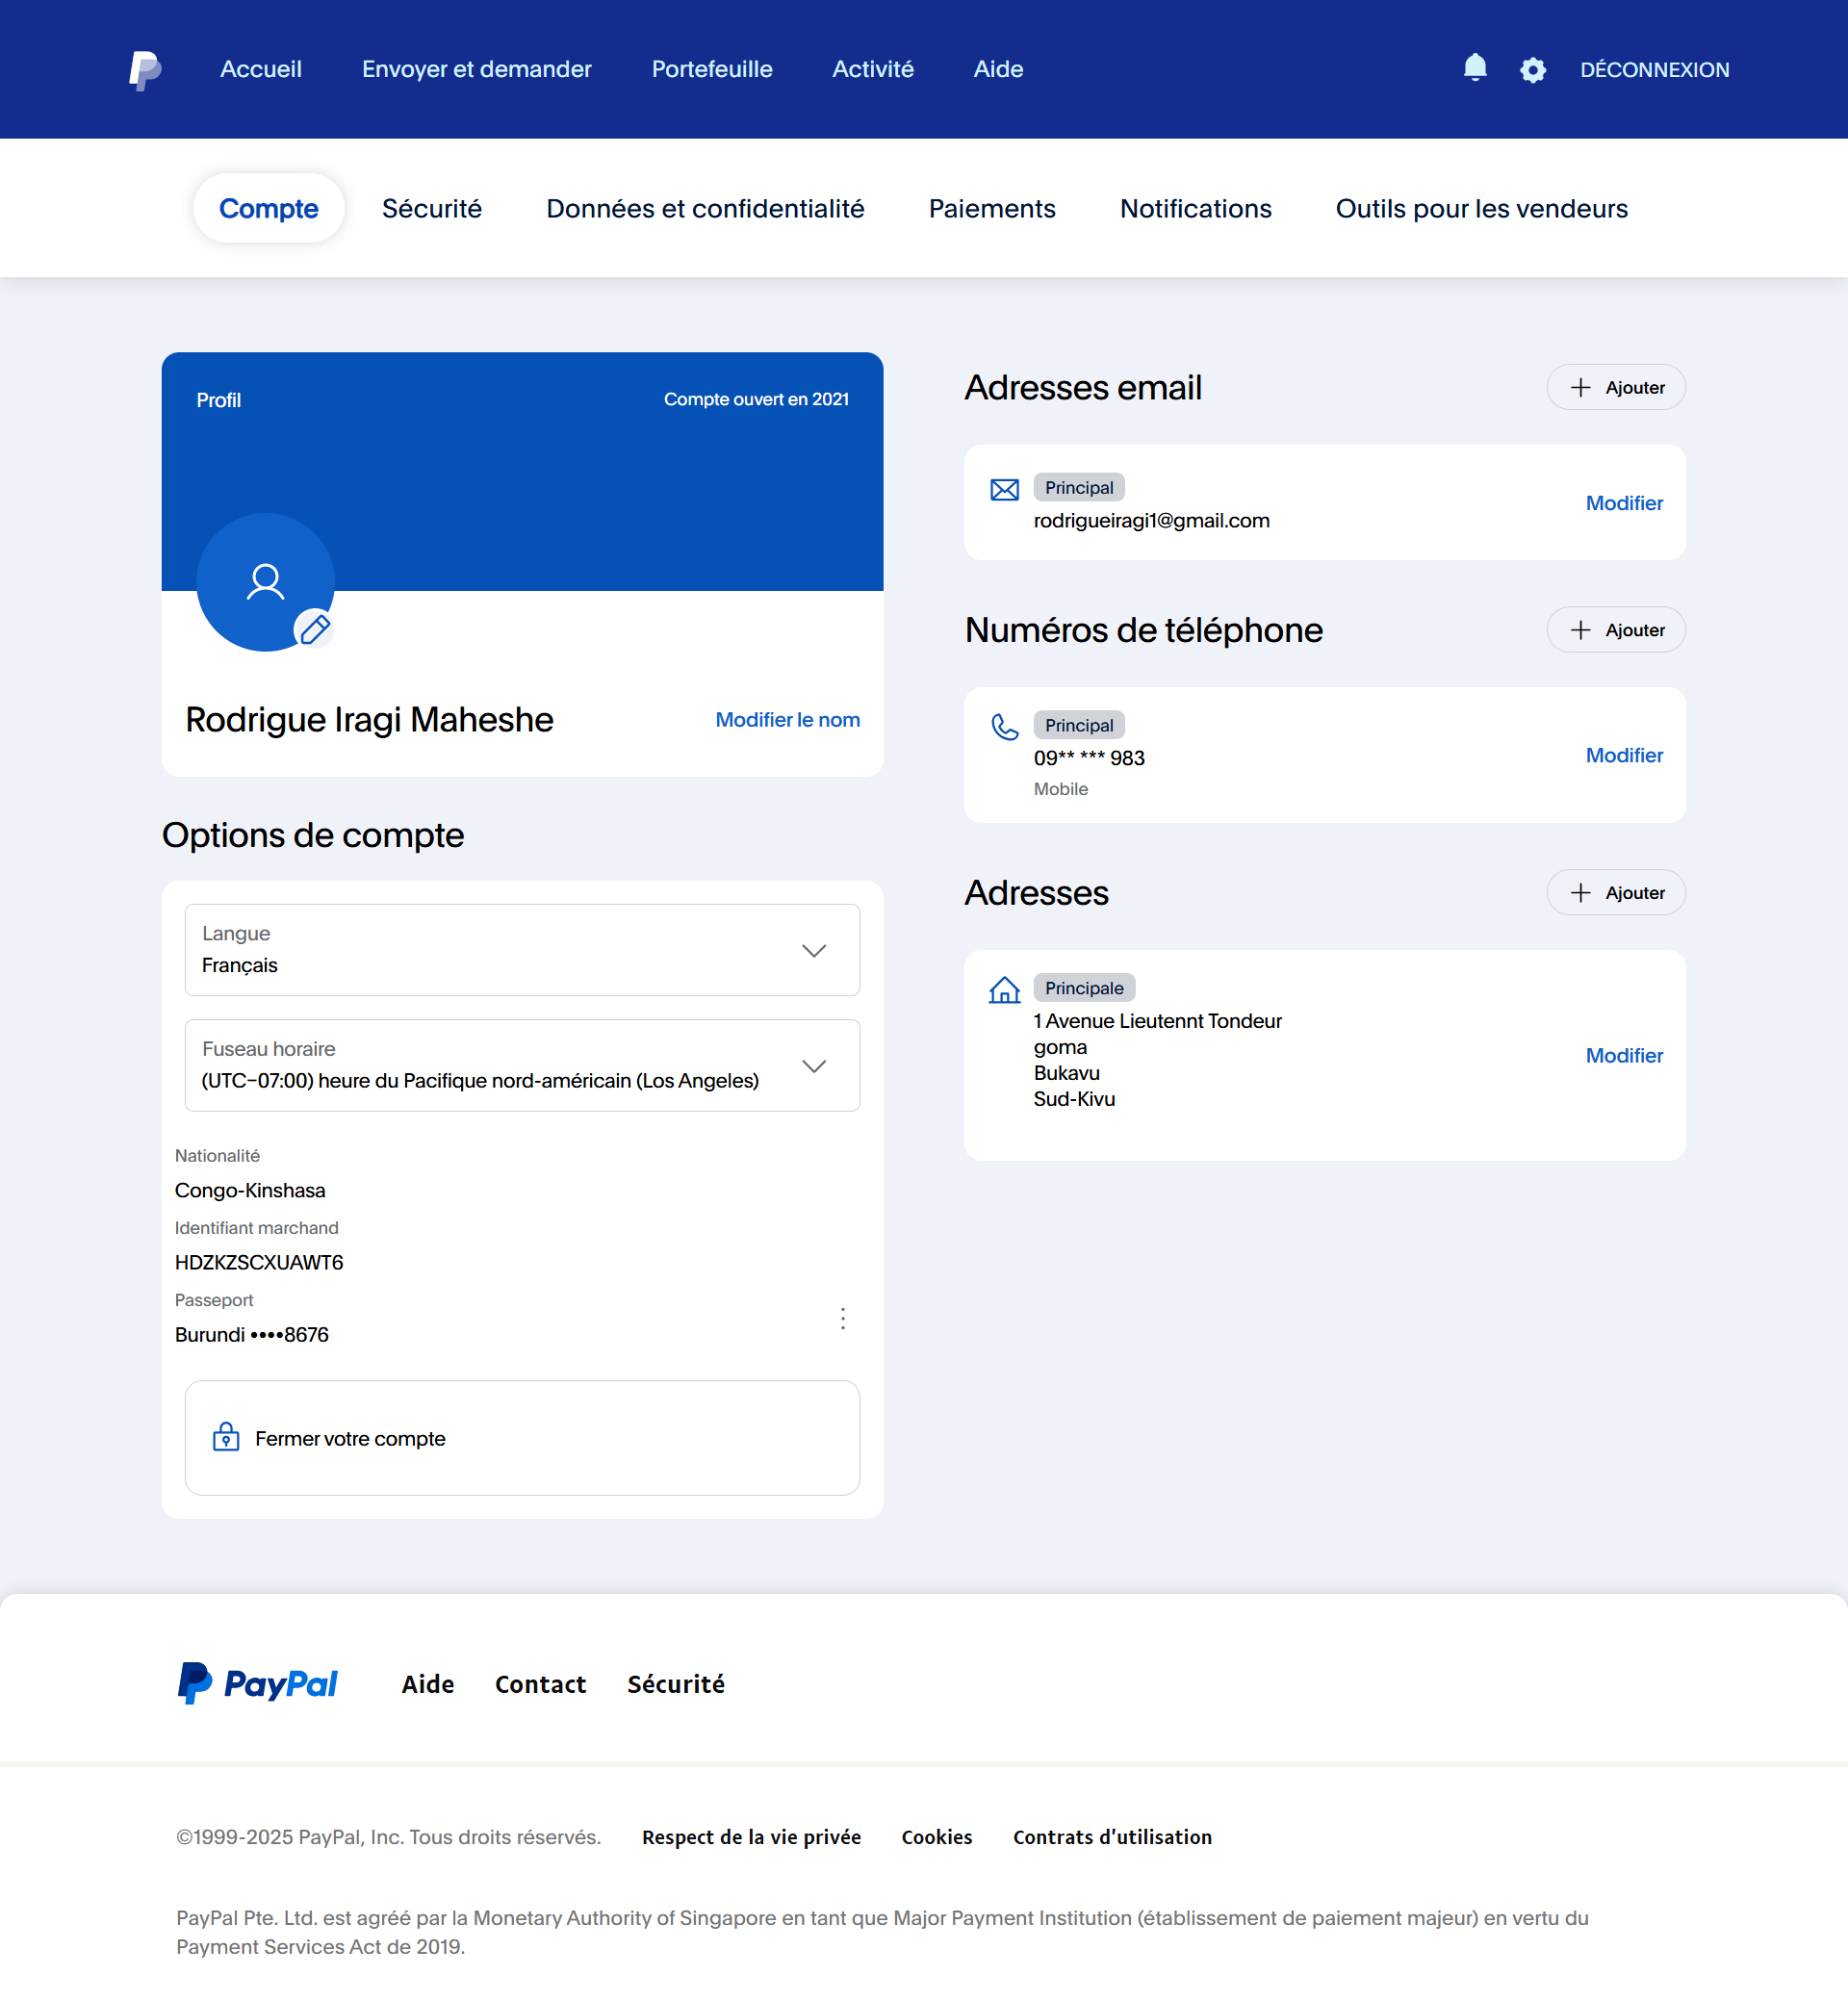 Accueil
Envoyer et demander
Portefeuille
Activité
Aide
DÉCONNEXION
Compte
Sécurité
Données et confidentialité
Paiements
Notifications
Outils pour les vendeurs
Profil
Compte ouvert en 2021
Rodrigue Iragi Maheshe
Modifier le nom
Options de compte
Langue
Français
Fuseau horaire
(UTC−07:00) heure du Pacifique nord-américain (Los Angeles)
Nationalité
Congo-Kinshasa
Identifiant marchand
HDZKZSCXUAWT6
Passeport
Burundi ••••8676
Fermer votre compte
Adresses email
Ajouter
Principal
rodrigueiragi1@gmail.com
Modifier
Numéros de téléphone
Ajouter
Principal
09** *** 983
Mobile
Modifier
Adresses
Ajouter
Principale
1 Avenue Lieutennt Tondeur
goma
Bukavu
Sud-Kivu
Modifier
PayPal
Aide
Contact
Sécurité
©1999-2025 PayPal, Inc. Tous droits réservés.
Respect de la vie privée
Cookies
Contrats d'utilisation
PayPal Pte. Ltd. est agréé par la Monetary Authority of Singapore en tant que Major Payment Institution (établissement de paiement majeur) en vertu du
Payment Services Act de 2019.